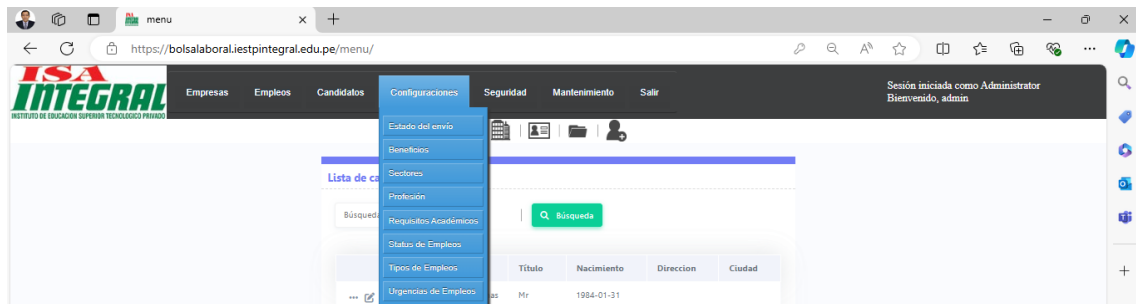 menu
https://bolsalaboral.iestpintegral.edu.pe/menu/
ISA
INTEGRAL
INSTITUTO DE EDUCACION SUPERIOR TECNOLOGICO PRIVADO
Empresas Empleos Candidatos Configuraciones Seguridad Mantenimiento Salir
Sesión iniciada como Administrator
Bienvenido, admin
Estado del envío
Beneficios
Sectores
Profesión
Requisitos Académicos
Status de Empleos
Tipos de Empleos
Urgencias de Empleos
Lista de ca
Búsqued
Búsqueda
Título Nacimiento Direccion Ciudad
as Mr 1984-01-31